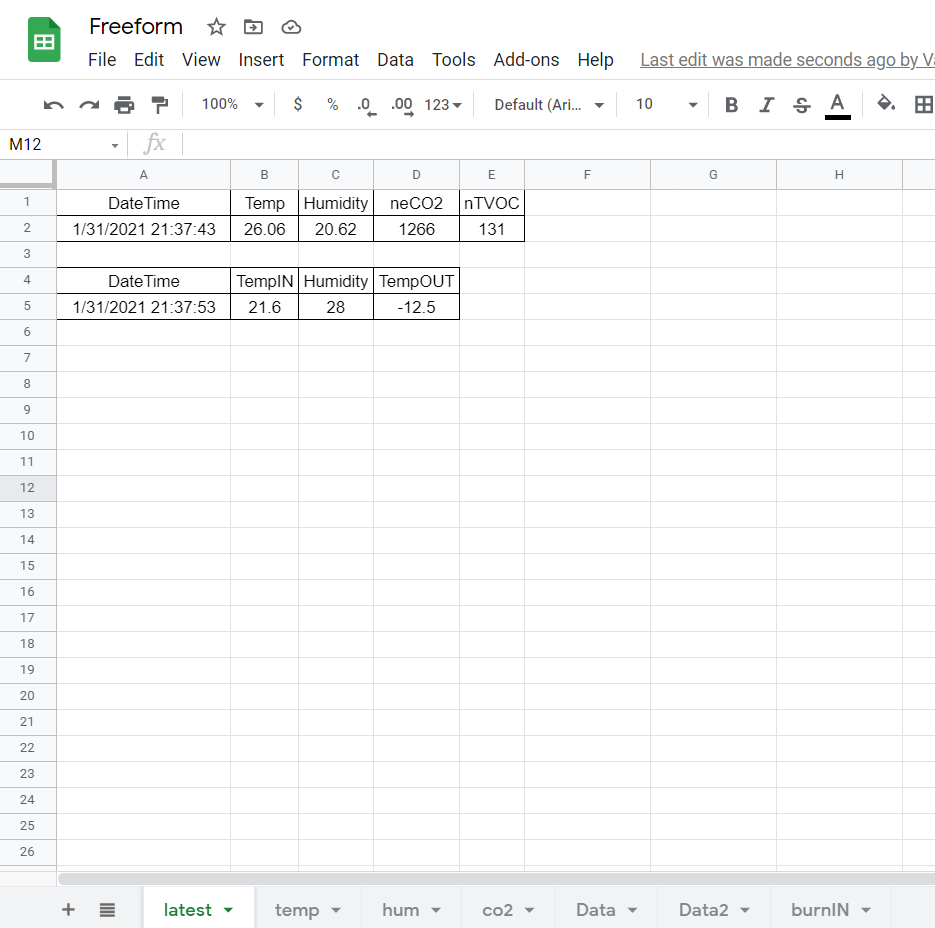 Freeform
File Edit View Insert Format Data Tools Add-ons Help Last edit was made seconds ago by
100% $ % .0 .00 123 Default (Ari... 10 B I S A
M12 fx
A B C D E F G H
1 DateTime Temp Humidity neCO2 nTVOC
2 1/31/2021 21:37:43 26.06 20.62 1266 131
3
4 DateTime TempIN Humidity TempOUT
5 1/31/2021 21:37:53 21.6 28 -12.5
6
7
8
9
10
11
12
13
14
15
16
17
18
19
20
21
22
23
24
25
26
+ latest temp hum co2 Data Data2 burnIN